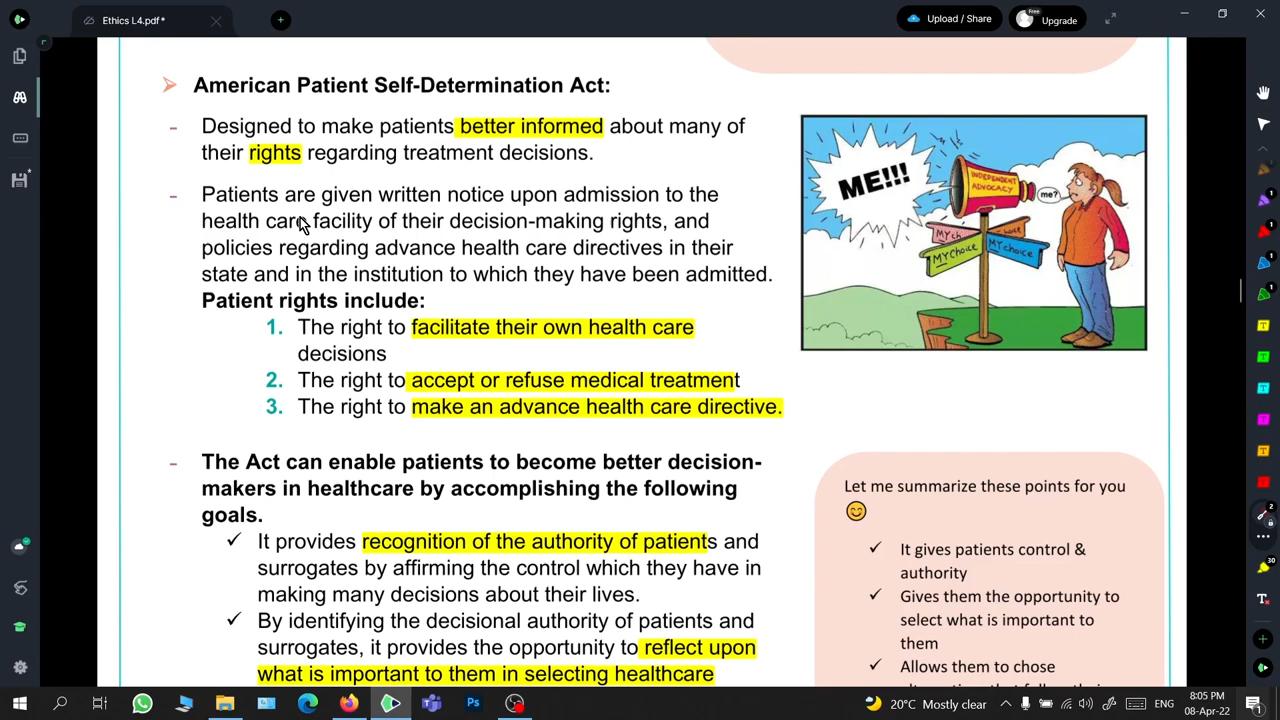 Ethics L4.pdf*
Upload / Share
Free
Upgrade
American Patient Self-Determination Act:
- Designed to make patients better informed about many of
their rights regarding treatment decisions.
- Patients are given written notice upon admission to the
health care facility of their decision-making rights, and
policies regarding advance health care directives in their
state and in the institution to which they have been admitted.
Patient rights include:
1. The right to facilitate their own health care
decisions
2. The right to accept or refuse medical treatment
3. The right to make an advance health care directive.
ME!!!
INDEPENDENT
ADVOCACY
me?
MYch
MYchoice
MYchoice
- The Act can enable patients to become better decision-
makers in healthcare by accomplishing the following
goals.
✓ It provides recognition of the authority of patients and
surrogates by affirming the control which they have in
making many decisions about their lives.
✓ By identifying the decisional authority of patients and
surrogates, it provides the opportunity to reflect upon
what is important to them in selecting healthcare
Let me summarize these points for you
😊
✓ It gives patients control &
authority
✓ Gives them the opportunity to
select what is important to
them
✓ Allows them to chose
20°C Mostly clear
ENG
8:05 PM
08-Apr-22